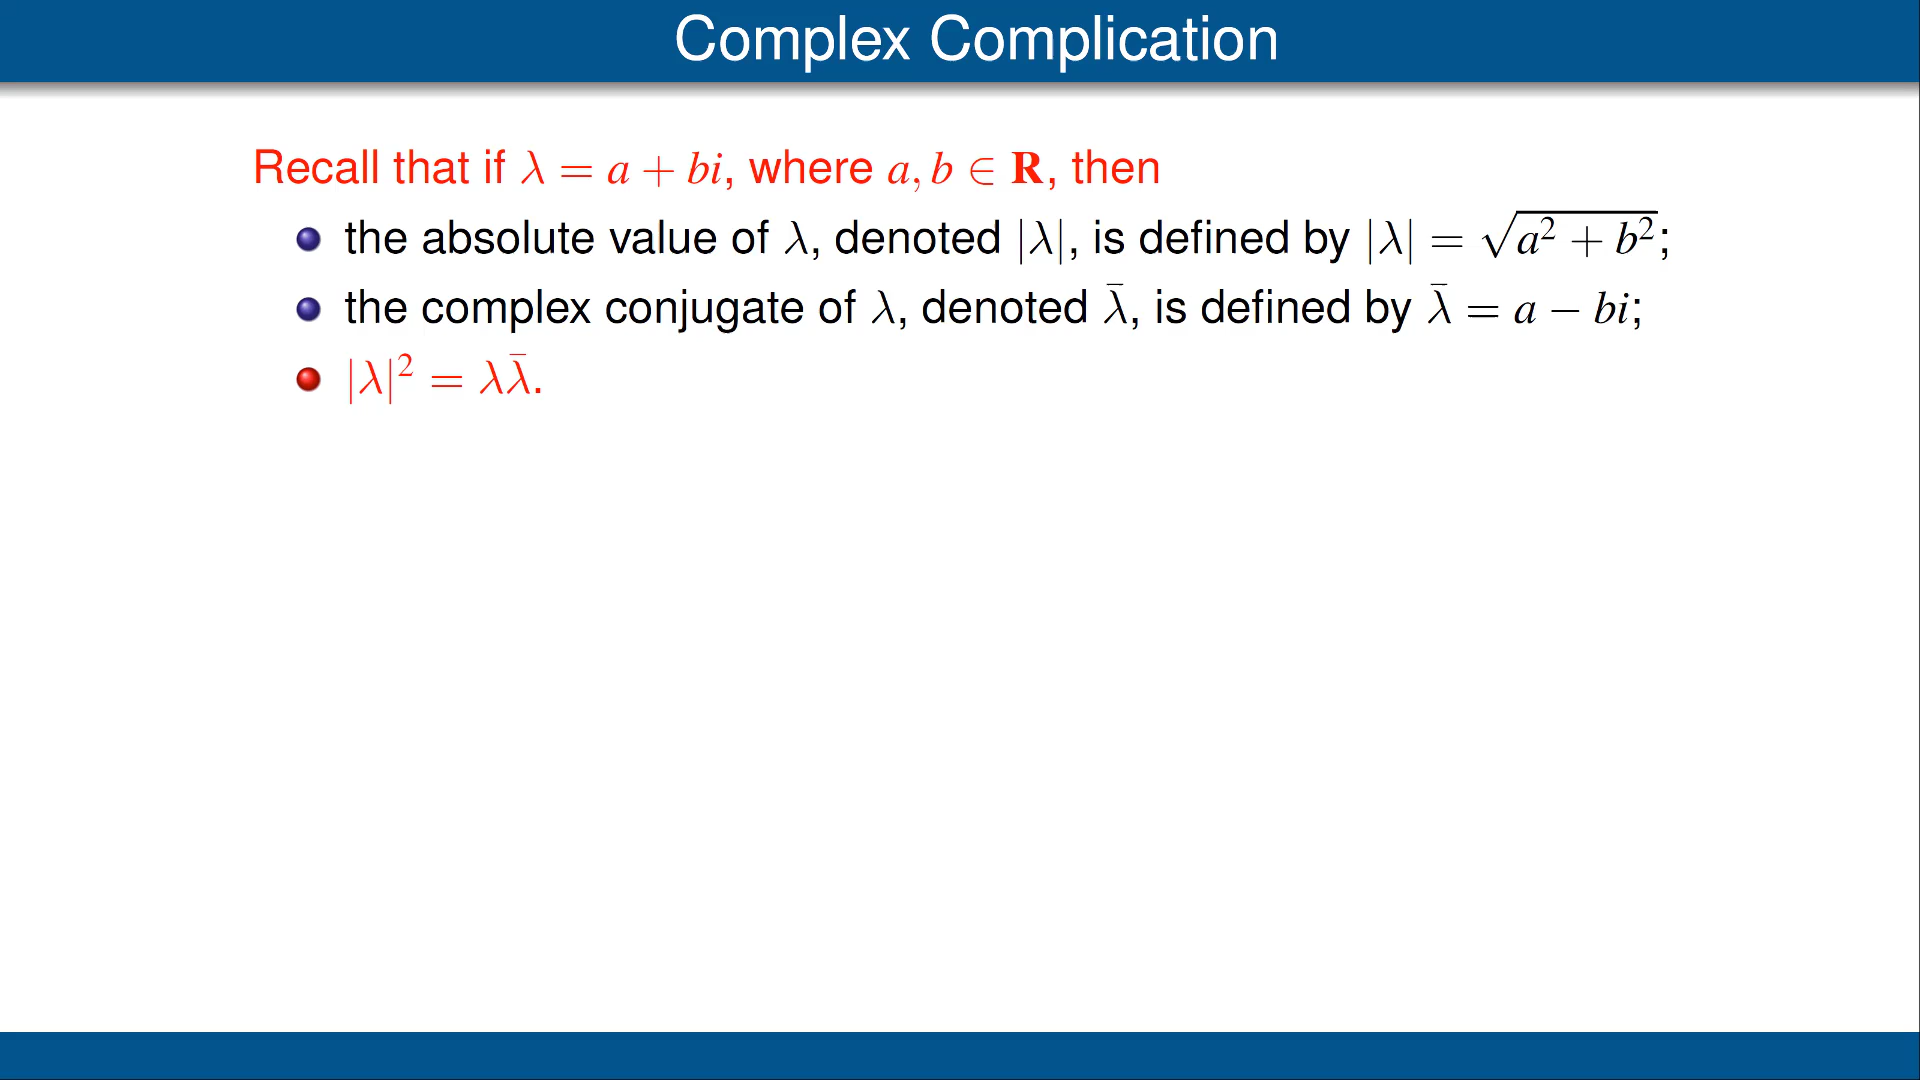 Complex Complication
Recall that if λ = a + bi, where a, b ∈ R, then
the absolute value of λ, denoted |λ|, is defined by |λ| = √(a² + b²);
the complex conjugate of λ, denoted λ̄, is defined by λ̄ = a − bi;
|λ|² = λλ̄.